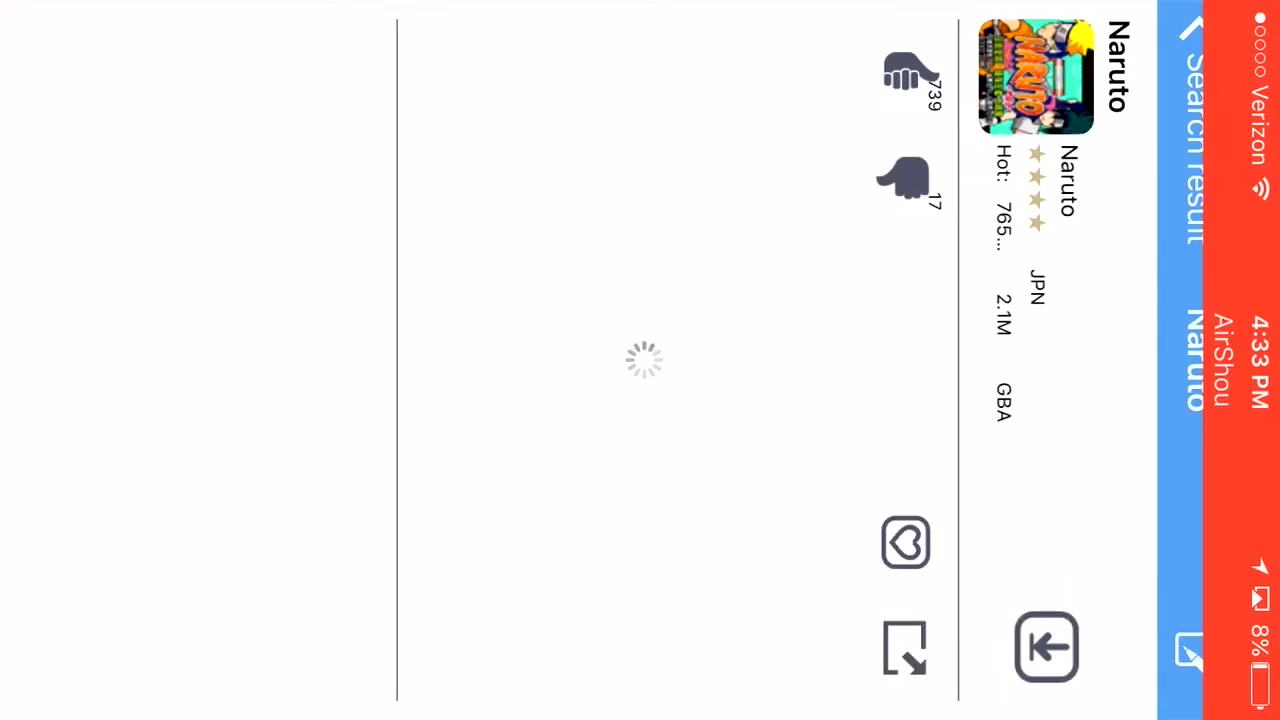 Verizon 4:33 PM 8%
AirShou
Search result Naruto
Naruto
NARUTO
Naruto
JPN
Hot: 765... 2.1M GBA
739 17